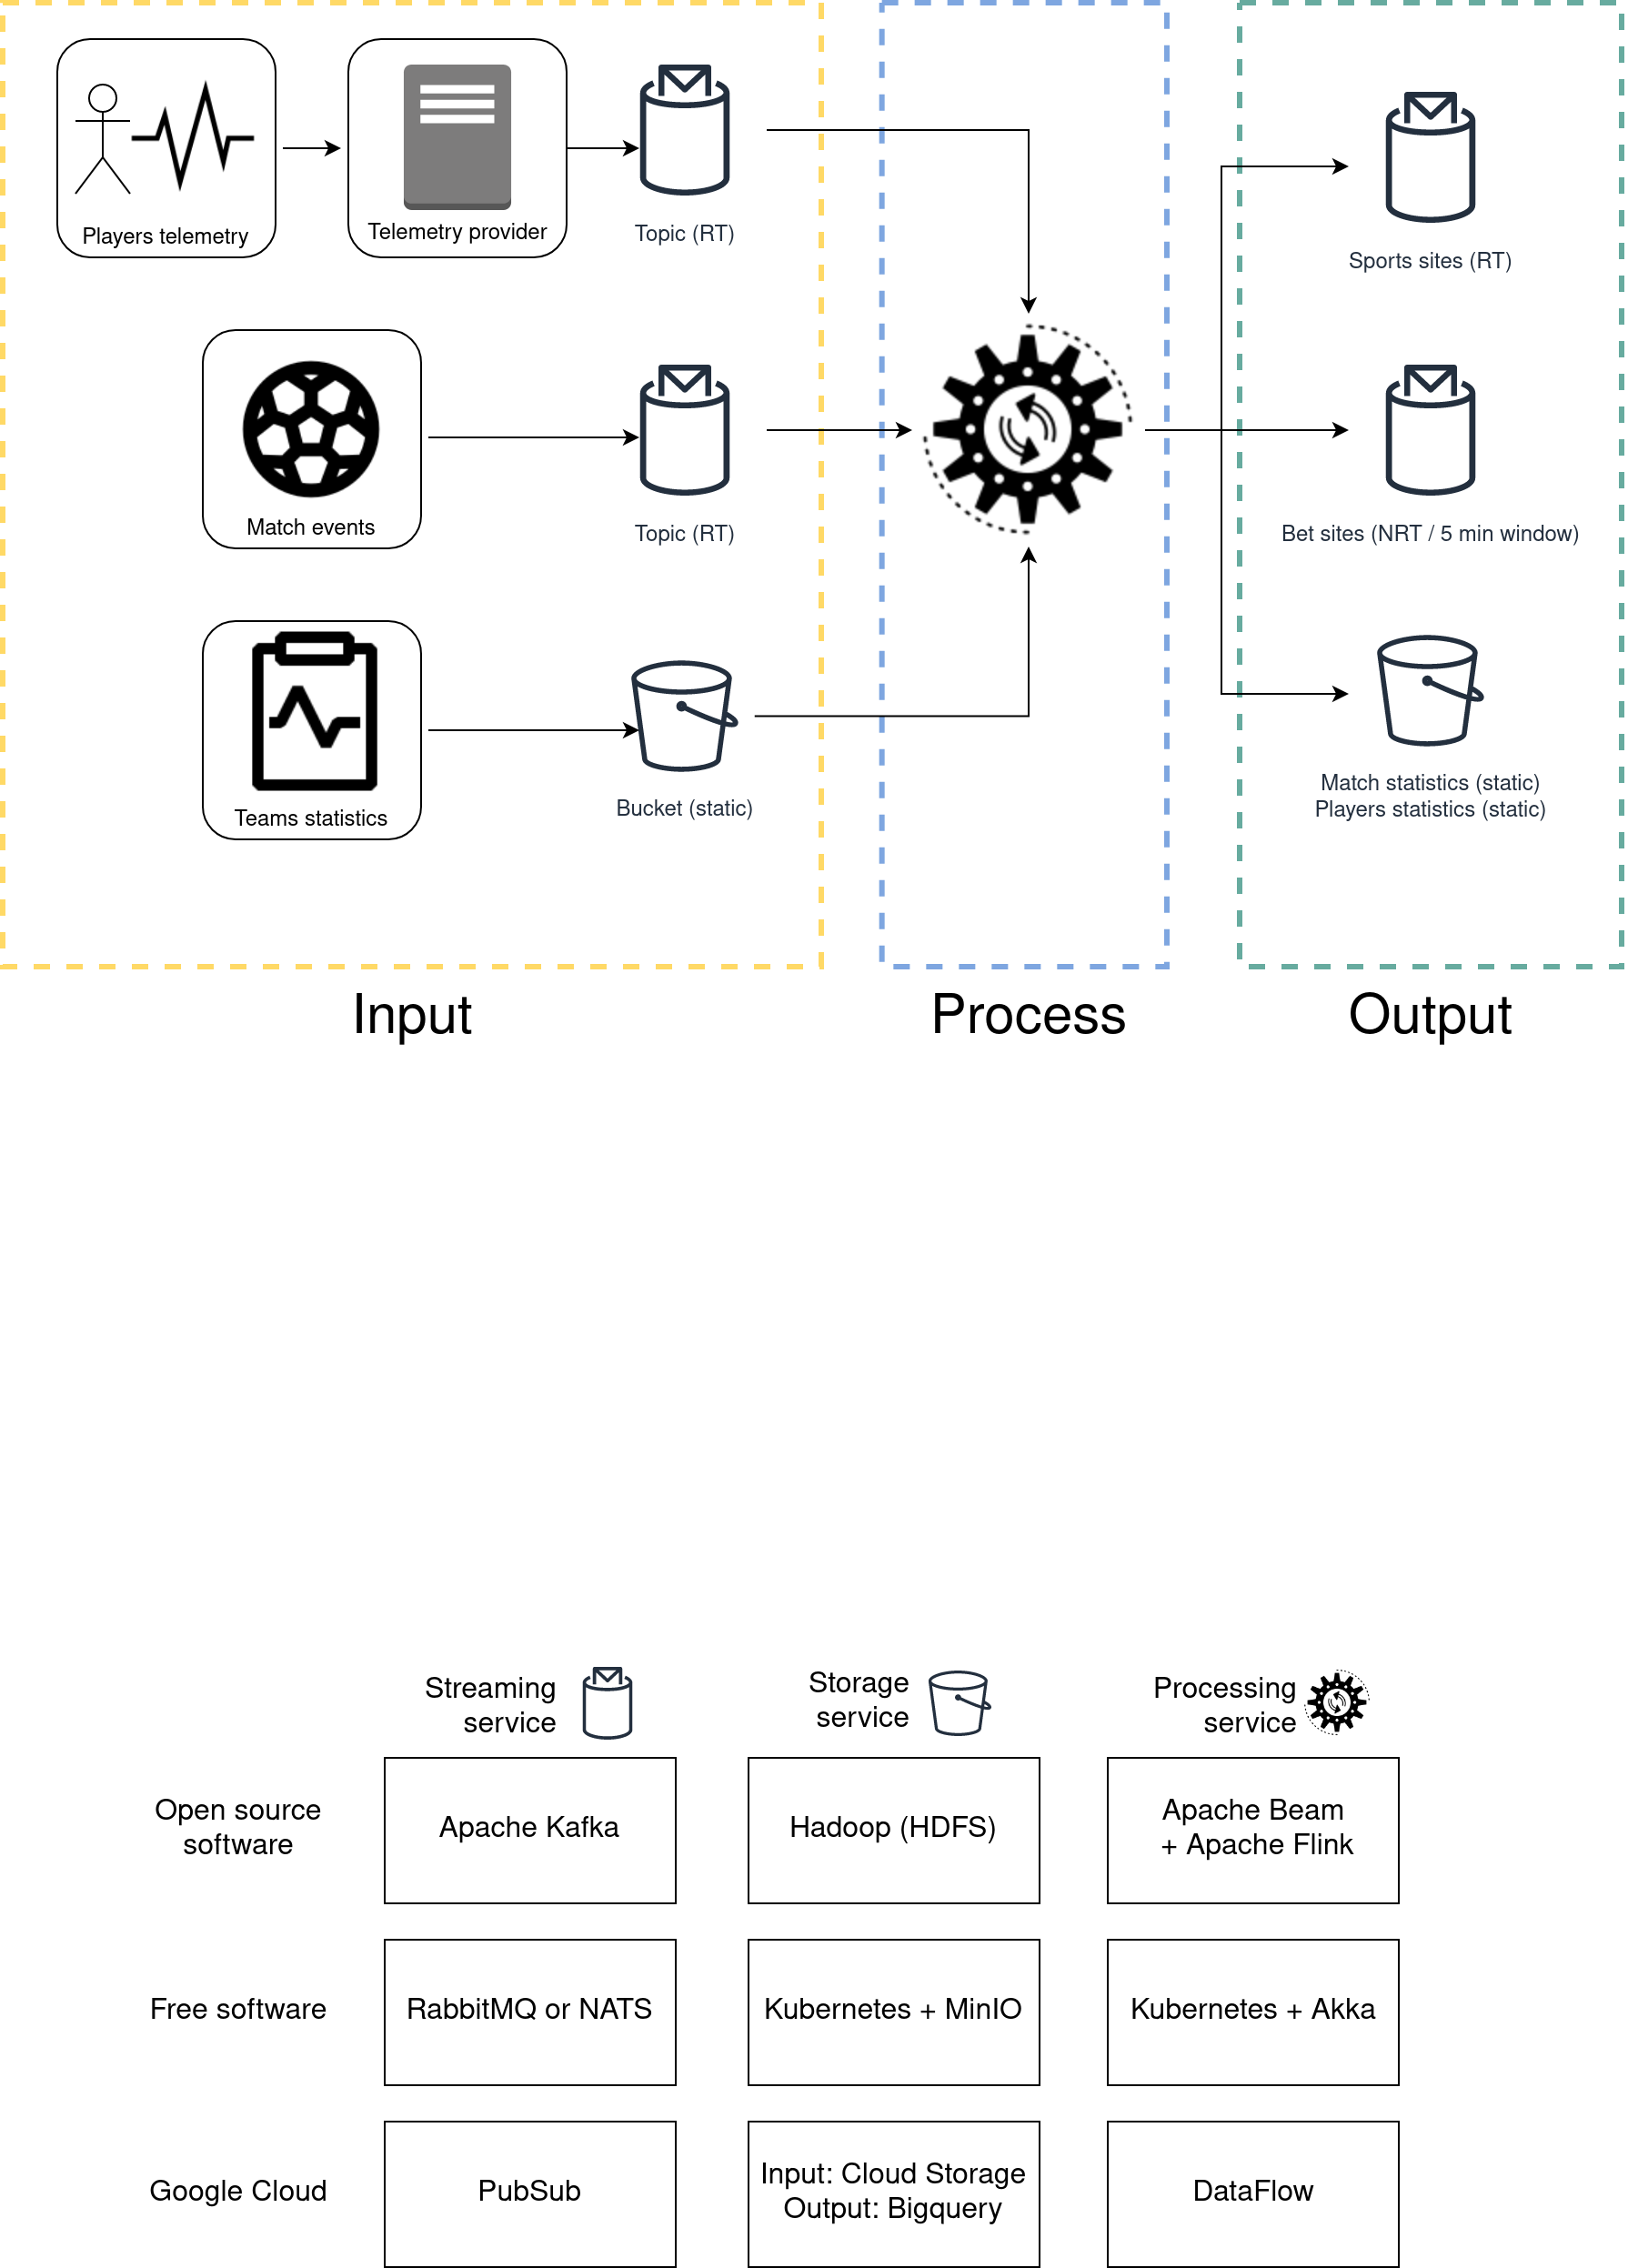 Players telemetry
Telemetry provider
Topic (RT)
Sports sites (RT)
Match events
Topic (RT)
Bet sites (NRT / 5 min window)
Teams statistics
Bucket (static)
Match statistics (static)
Players statistics (static)
Input
Process
Output
Streaming
service
Storage
service
Processing
service
Open source
software
Apache Kafka
Hadoop (HDFS)
Apache Beam
+ Apache Flink
Free software
RabbitMQ or NATS
Kubernetes + MinIO
Kubernetes + Akka
Google Cloud
PubSub
Input: Cloud Storage
Output: Bigquery
DataFlow